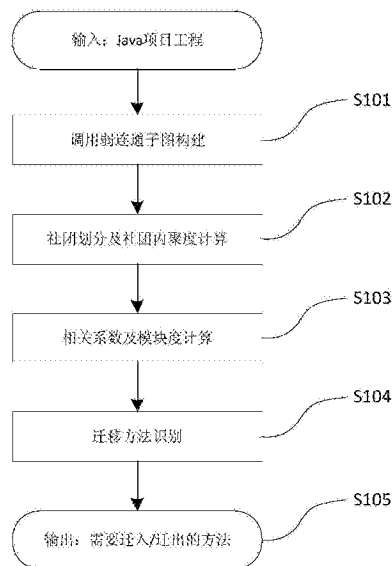 输入：Java项目工程
S101
调用弱连通子图构建
S102
社团划分及社团内聚度计算
S103
相关系数及模块度计算
S104
迁移方法识别
S105
输出：需要迁入/迁出的方法